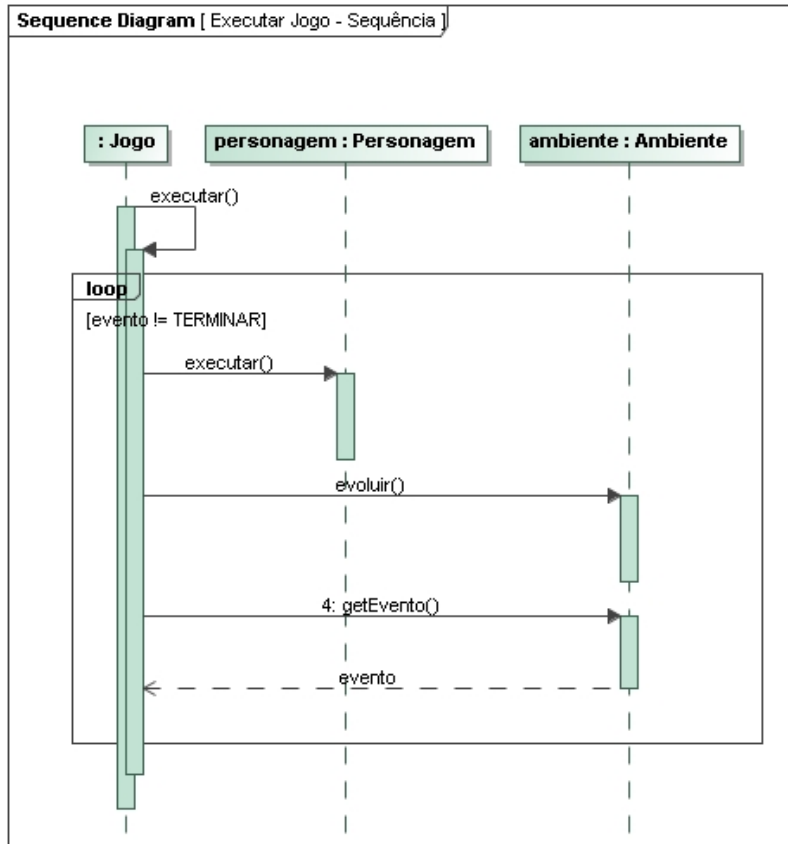 Sequence Diagram [ Executar Jogo - Sequência ]
: Jogo
personagem : Personagem
ambiente : Ambiente
executar()
loop
[evento != TERMINAR]
executar()
evoluir()
4: getEvento()
evento